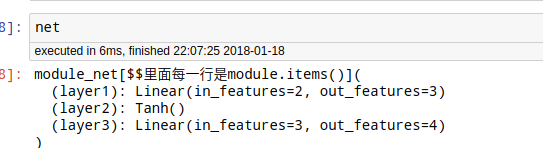 8]: net
executed in 6ms, finished 22:07:25 2018-01-18
8]: module_net[$$里面每一行是module.items()](
(layer1): Linear(in_features=2, out_features=3)
(layer2): Tanh()
(layer3): Linear(in_features=3, out_features=4)
)